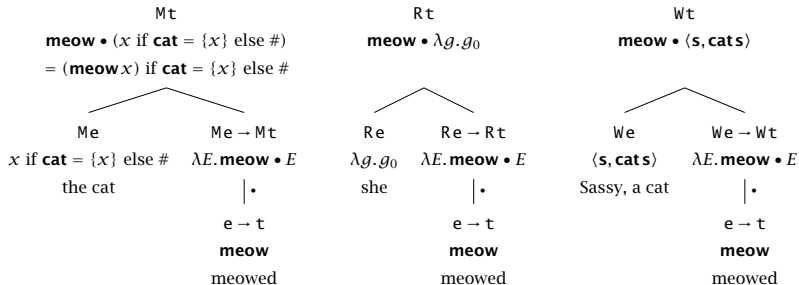 Mt Rt Wt
meow • (x if cat = {x} else #) meow • λg.g₀ meow • ⟨s, cat s⟩
= (meow x) if cat = {x} else #
Me Me → Mt Re Re → Rt We We → Wt
x if cat = {x} else # λE.meow • E λg.g₀ λE.meow • E ⟨s, cat s⟩ λE.meow • E
the cat she Sassy, a cat
• • •
e → t e → t e → t
meow meow meow
meowed meowed meowed